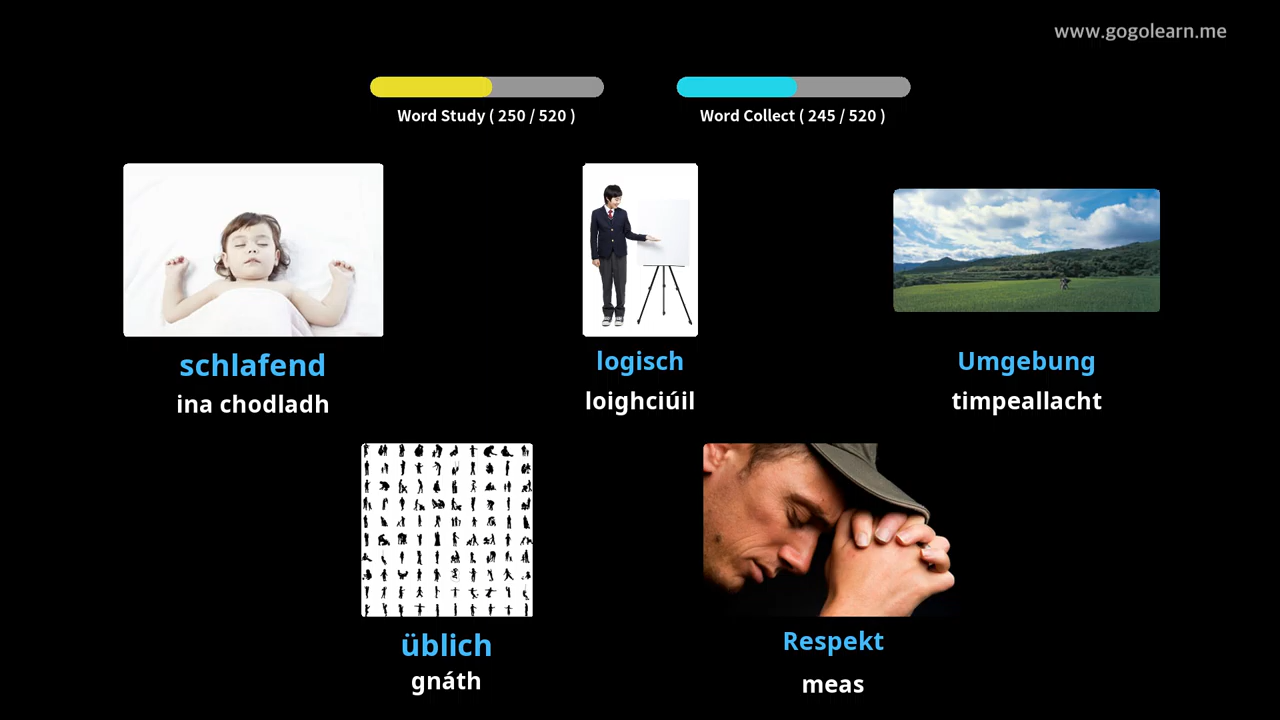 www.gogolearn.me
Word Study ( 250 / 520 )
Word Collect ( 245 / 520 )
schlafend
ina chodladh
logisch
loighciúil
Umgebung
timpeallacht
üblich
gnáth
Respekt
meas